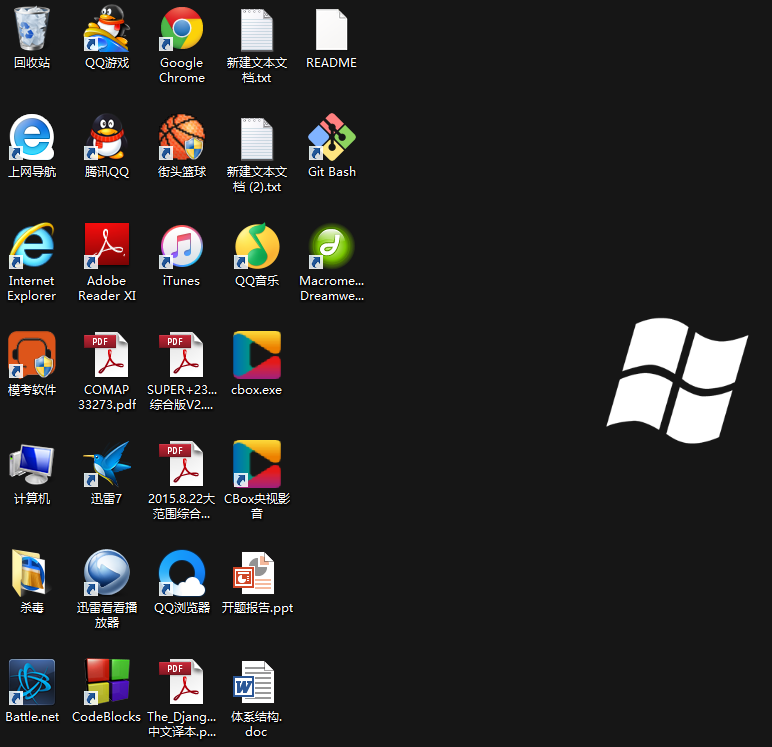 回收站
QQ游戏
Google
Chrome
新建文本文
档.txt
README
上网导航
腾讯QQ
街头篮球
新建文本文
档 (2).txt
Git Bash
Internet
Explorer
Adobe
Reader XI
iTunes
QQ音乐
Macrome...
Dreamwe...
模考软件
PDF
COMAP
33273.pdf
PDF
SUPER+23...
综合版V2....
cbox.exe
计算机
迅雷7
PDF
2015.8.22大
范围综合...
CBox央视影
音
杀毒
迅雷看看播
放器
QQ浏览器
开题报告.ppt
Battle.net
CodeBlocks
PDF
The_Djang...
中文译本.p...
体系结构.
doc